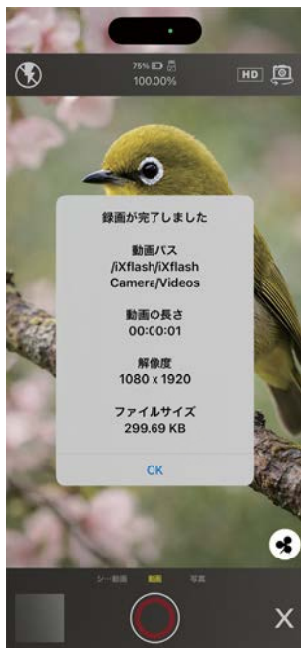 75%
100.00%
HD
録画が完了しました
動画パス
/iXflash/iXflash
Camera/Videos
動画の長さ
00:00:01
解像度
1080 x 1920
ファイルサイズ
299.69 KB
OK
動画
写真